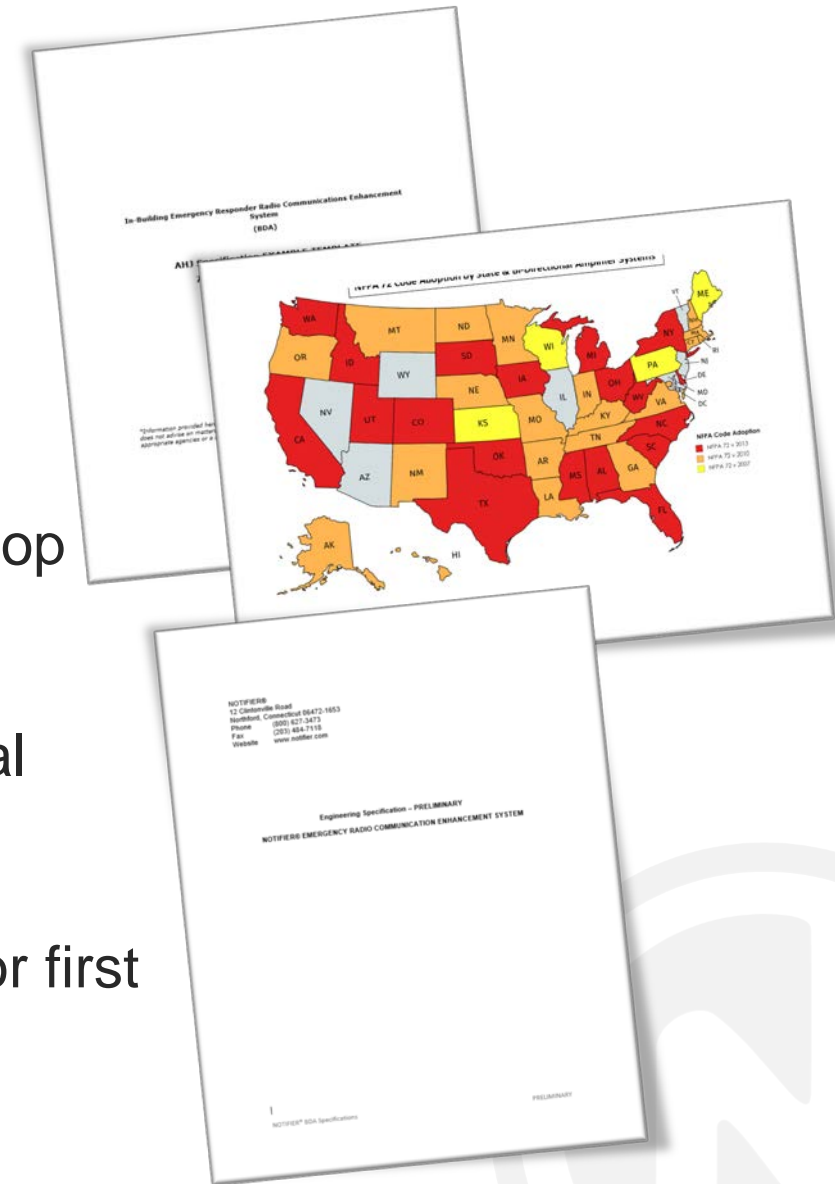 In-Building Emergency Responder Radio Communications Enhancement
System
(BDA)
NFPA 72 Code Adoption by State & Bi-Directional Amplifier Systems
WA
MT
ND
MN
OR
ID
SD
WI
MI
NY
VT
ME
WY
NE
IA
PA
RI
NJ
DE
MD
DC
NV
UT
CO
KS
MO
IL
IN
OH
WV
VA
KY
CA
AZ
NM
OK
AR
TN
NC
SC
TX
LA
MS
AL
GA
FL
AK
HI
NFPA Code Adoption
NFPA 72 v 2013
NFPA 72 v 2010
NFPA 72 v 2007
op
al
or first
NOTIFIER®
12 Clintonville Road
Northford, Connecticut 06472-1653
Phone (800) 627-3473
Fax (203) 484-7118
Website www.notifier.com
Engineering Specification – PRELIMINARY
NOTIFIER® EMERGENCY RADIO COMMUNICATION ENHANCEMENT SYSTEM
PRELIMINARY
NOTIFIER® BDA Specifications